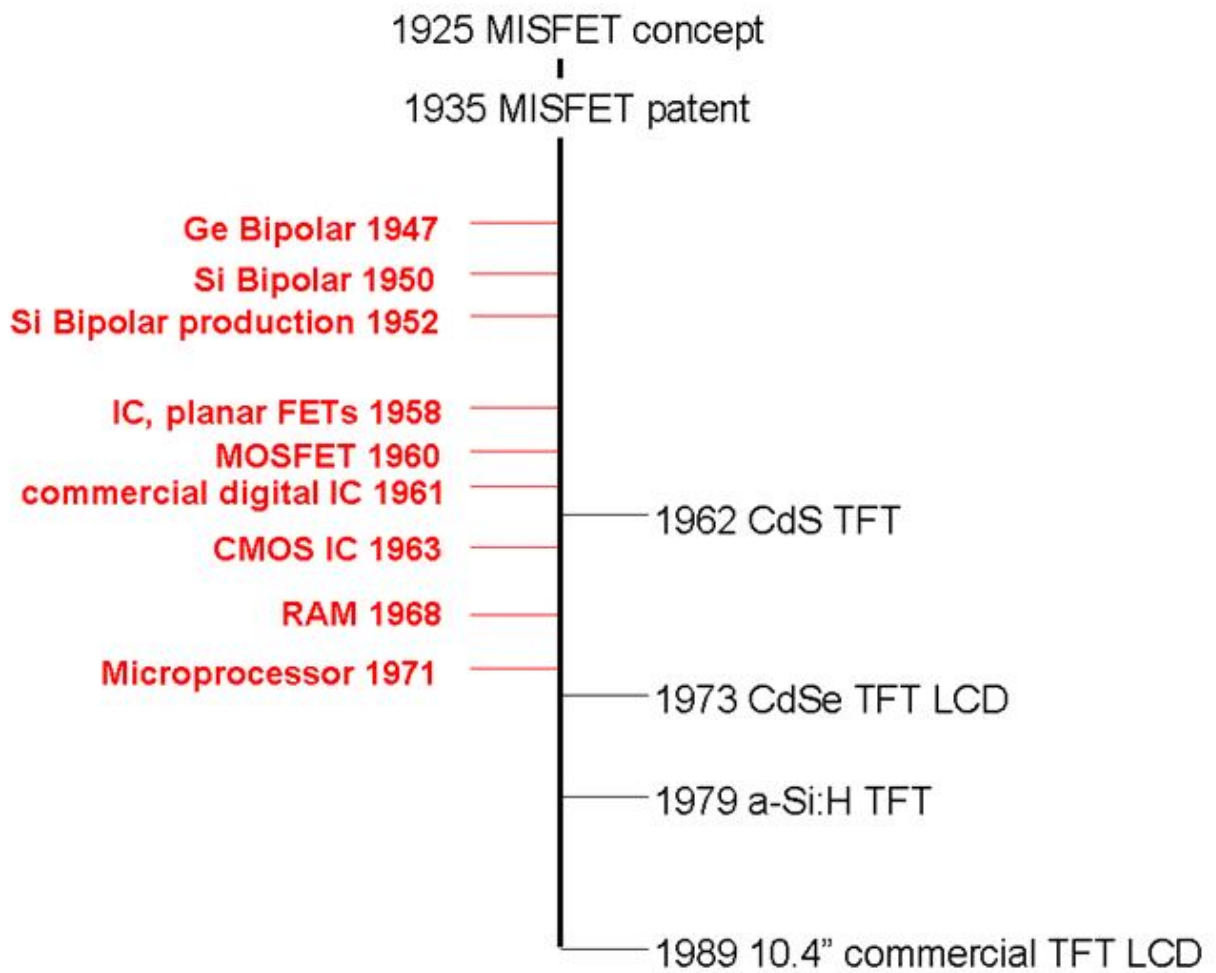 1925 MISFET concept
1935 MISFET patent
Ge Bipolar 1947
Si Bipolar 1950
Si Bipolar production 1952
IC, planar FETs 1958
MOSFET 1960
commercial digital IC 1961
1962 CdS TFT
CMOS IC 1963
RAM 1968
Microprocessor 1971
1973 CdSe TFT LCD
1979 a-Si:H TFT
1989 10.4” commercial TFT LCD